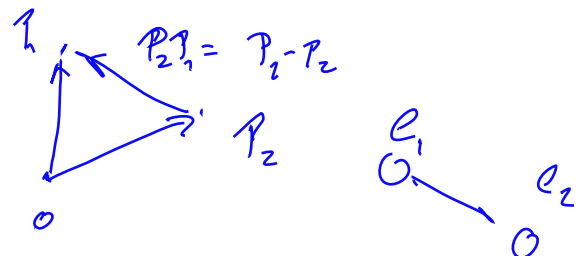 P₁
P₂P₁ = P₁-P₂
P₂
e₁
e₂
o